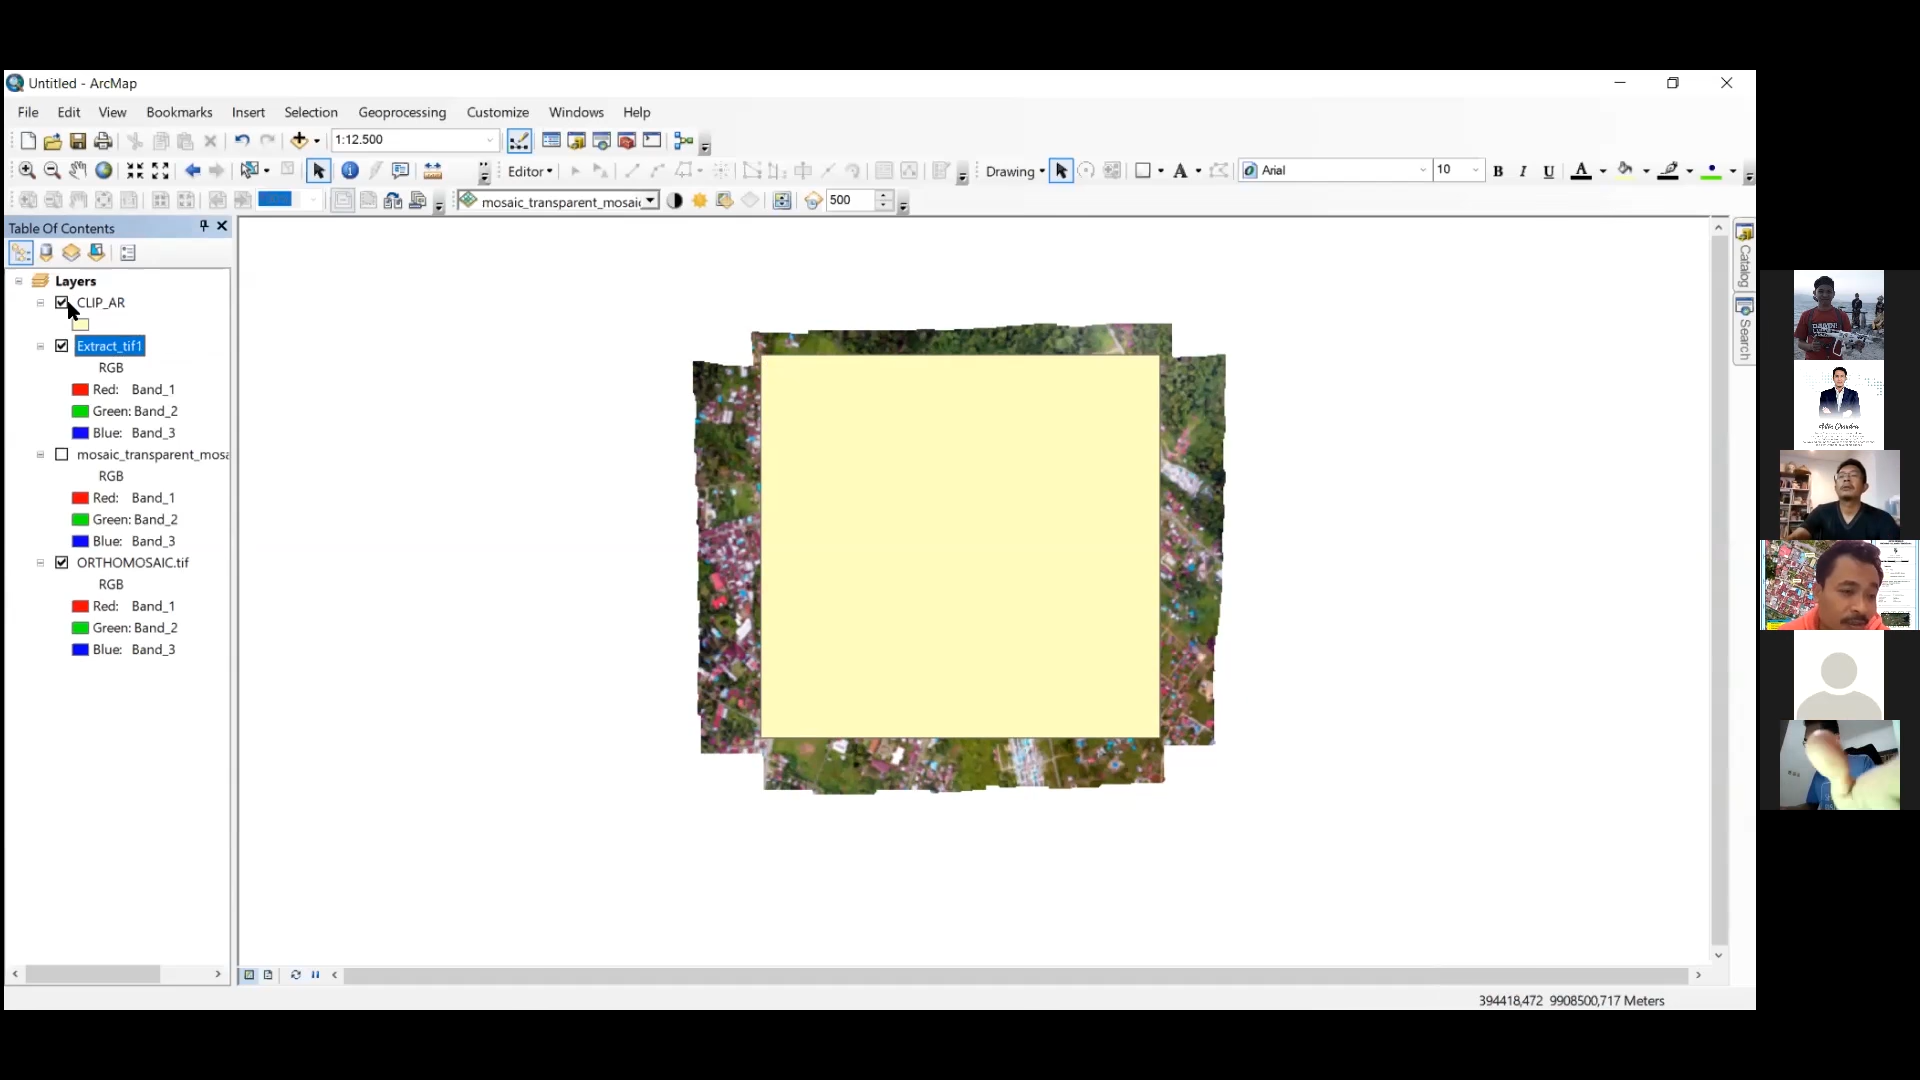 Untitled - ArcMap
File Edit View Bookmarks Insert Selection Geoprocessing Customize Windows Help
1:12.500
Editor Drawing Arial 10 B I U
mosaic_transparent_mosaic 500
Table Of Contents
Layers
CLIP_AR
Extract_tif1
RGB
Red: Band_1
Green: Band_2
Blue: Band_3
mosaic_transparent_mosa
RGB
Red: Band_1
Green: Band_2
Blue: Band_3
ORTHOMOSAIC.tif
RGB
Red: Band_1
Green: Band_2
Blue: Band_3
Catalog
Search
394418,472 9908500,717 Meters